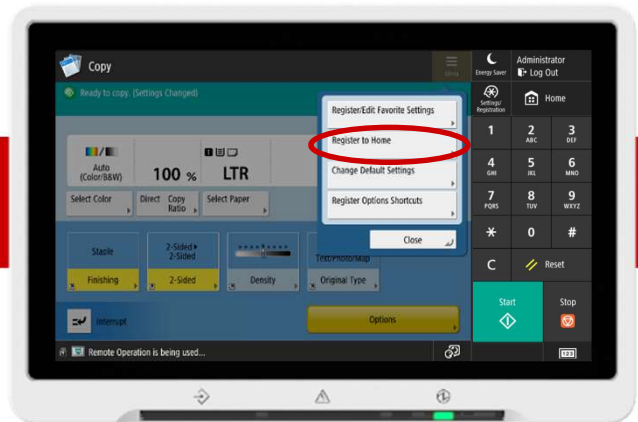 Copy
Menu
Energy Saver
Administrator
Log Out
Ready to copy. (Settings Changed)
Settings/
Registration
Home
Register/Edit Favorite Settings
Register to Home
Change Default Settings
Register Options Shortcuts
Close
Auto
(Color/B&W)
100 %
LTR
Select Color
Direct
Copy
Ratio
Select Paper
Staple
Finishing
2-Sided
2-Sided
2-Sided
Density
Text/Photo/Map
Original Type
Interrupt
Options
Remote Operation is being used...
1
2
ABC
3
DEF
4
GHI
5
JKL
6
MNO
7
PQRS
8
TUV
9
WXYZ
0
#
C
Reset
Start
Stop
123